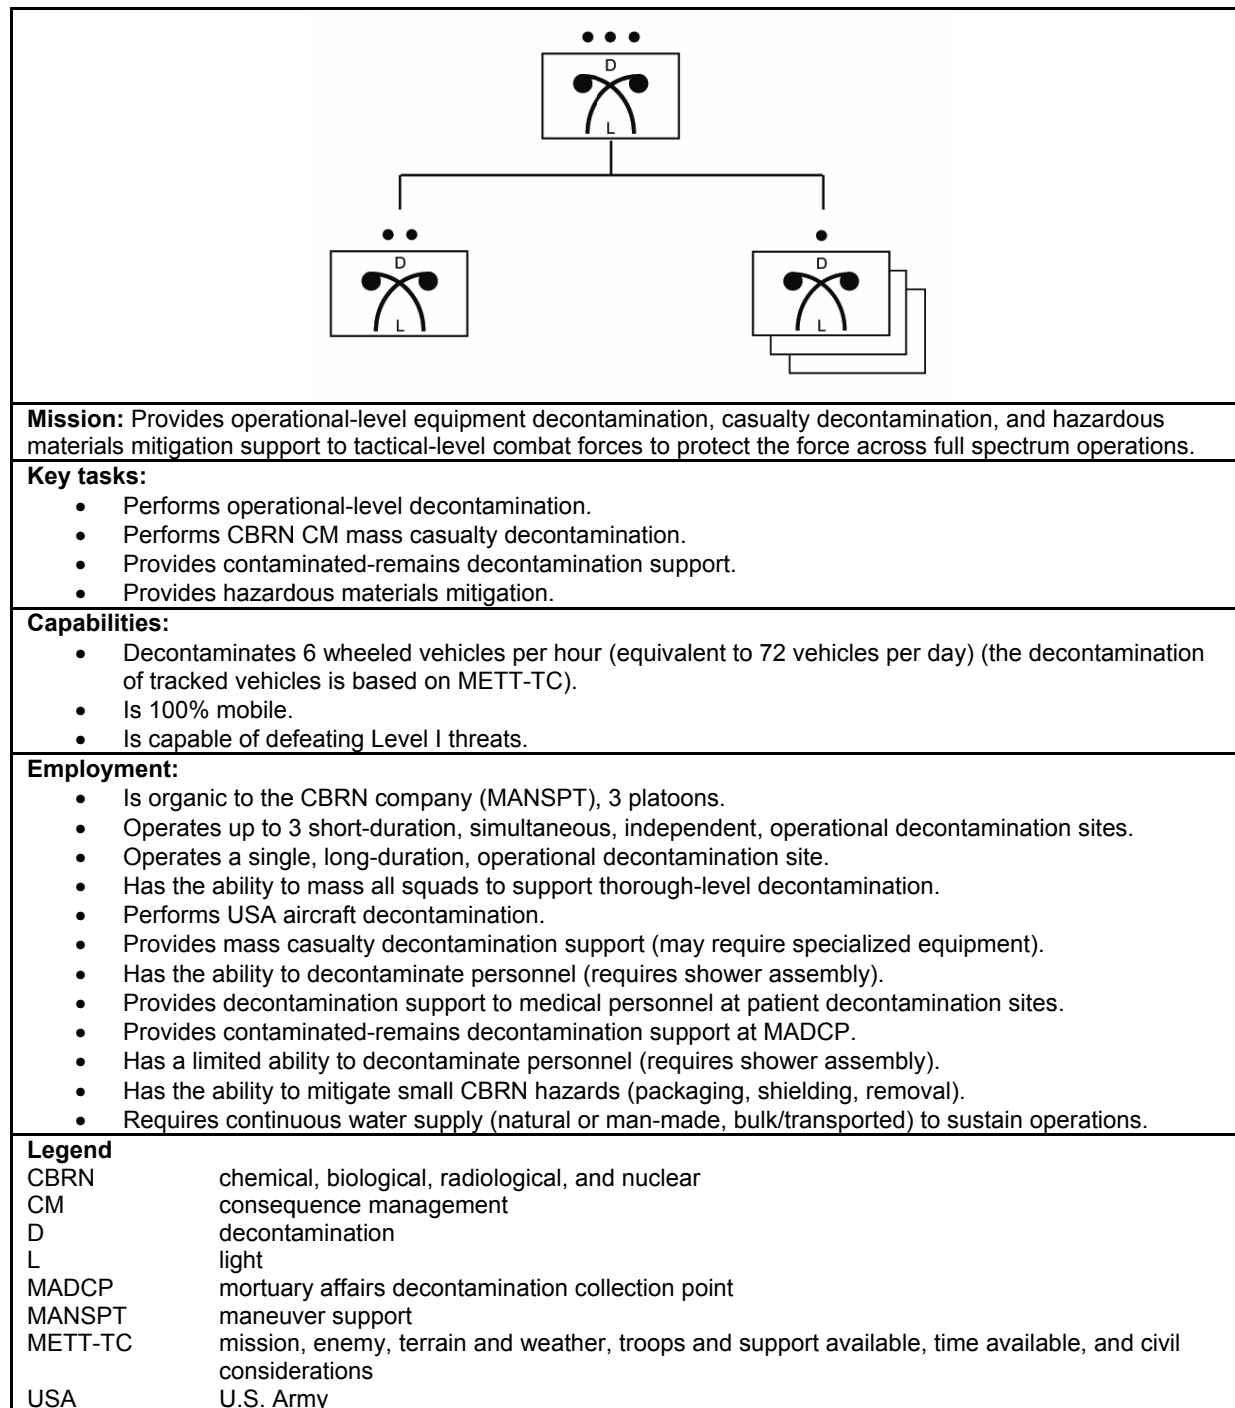 D
L
D
L
D
L
Mission: Provides operational-level equipment decontamination, casualty decontamination, and hazardous
materials mitigation support to tactical-level combat forces to protect the force across full spectrum operations.
Key tasks:
• Performs operational-level decontamination.
• Performs CBRN CM mass casualty decontamination.
• Provides contaminated-remains decontamination support.
• Provides hazardous materials mitigation.
Capabilities:
• Decontaminates 6 wheeled vehicles per hour (equivalent to 72 vehicles per day) (the decontamination
of tracked vehicles is based on METT-TC).
• Is 100% mobile.
• Is capable of defeating Level I threats.
Employment:
• Is organic to the CBRN company (MANSPT), 3 platoons.
• Operates up to 3 short-duration, simultaneous, independent, operational decontamination sites.
• Operates a single, long-duration, operational decontamination site.
• Has the ability to mass all squads to support thorough-level decontamination.
• Performs USA aircraft decontamination.
• Provides mass casualty decontamination support (may require specialized equipment).
• Has the ability to decontaminate personnel (requires shower assembly).
• Provides decontamination support to medical personnel at patient decontamination sites.
• Provides contaminated-remains decontamination support at MADCP.
• Has a limited ability to decontaminate personnel (requires shower assembly).
• Has the ability to mitigate small CBRN hazards (packaging, shielding, removal).
• Requires continuous water supply (natural or man-made, bulk/transported) to sustain operations.
Legend
CBRN chemical, biological, radiological, and nuclear
CM consequence management
D decontamination
L light
MADCP mortuary affairs decontamination collection point
MANSPT maneuver support
METT-TC mission, enemy, terrain and weather, troops and support available, time available, and civil
considerations
USA U.S. Army